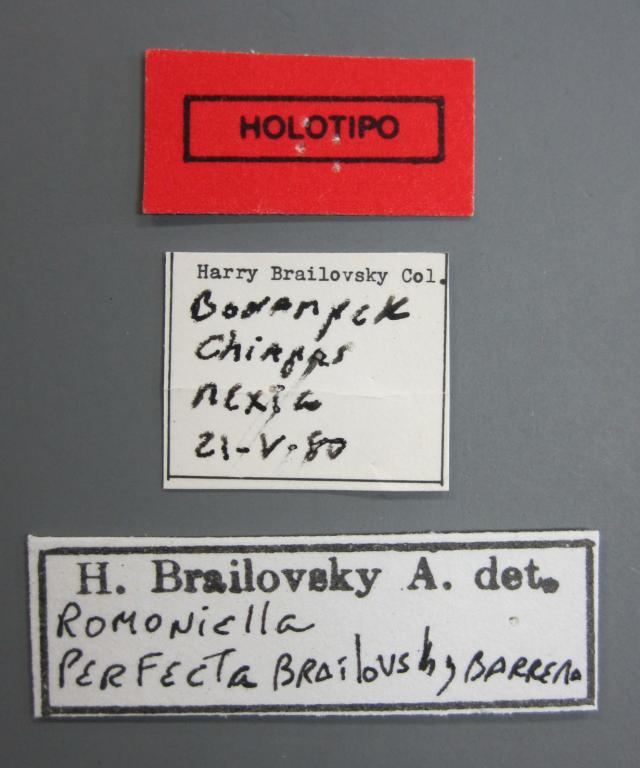 HOLOTIPO
Harry Brailovsky Col.
Bonampak
Chiapas
Mexico
21-V-80
H. Brailovsky A. det.
ROMONiella
PERFECTa BRAilovsky y BARRERA